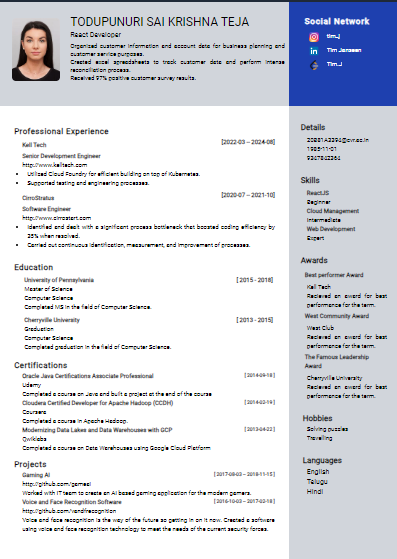 TODUPUNURI SAI KRISHNA TEJA
React Developer
Organized customer information and account data for business planning and
customer service purposes.
Created excel spreadsheets to track customer data and perform intense
reconciliation process.
Received 97% positive customer survey results.
Social Network
tim.j
Tim Janssen
Tim.J
Professional Experience
Kell Tech
[2022-03 – 2024-08]
Senior Development Engineer
http://www.kelltech.com
• Utilized Cloud Foundry for efficient building on top of Kubernetes.
• Supported testing and engineering processes.
CirroStratus
[2020-07 – 2021-10]
Software Engineer
http://www.cirrostert.com
• Identified and dealt with a significant process bottleneck that boosted coding efficiency by
35% when resolved.
• Carried out continuous identification, measurement, and improvement of processes.
Education
University of Pennsylvania
[ 2015 - 2018]
Master of Science
Computer Science
Completed MS in the field of Computer Science.
Cherryville University
[ 2013 - 2015]
Graduation
Computer Science
Completed graduation in the field of Computer Science.
Certifications
Oracle Java Certifications Associate Professional
[ 2014-09-18 ]
Udemy
Completed a course on Java and built a project at the end of the course
Cloudera Certified Developer for Apache Hadoop (CCDH)
[ 2014-02-19 ]
Coursera
Completed a course in Apache Hadoop.
Modernizing Data Lakes and Data Warehouses with GCP
[ 2013-04-22 ]
Qwiklabs
Completed a course on Data Warehouses using Google Cloud Platform
Projects
Gaming AI
[ 2017-09-03 – 2018-11-15 ]
http://github.com/gameai
Worked with IT team to create an AI based gaming application for the modern gamers.
Voice and Face Recognition Software
[ 2016-10-03 – 2017-02-18 ]
http://github.com/vandfrecognition
Voice and face recognition is the way of the future so getting in on it now. Created a software
using voice and face recognition technology to meet the needs of the current security forces.
Details
20B81A3394@cvr.ac.in
1985-11-01
9347842364
Skills
ReactJS
Beginner
Cloud Management
Intermediate
Web Development
Expert
Awards
Best performer Award
Kell Tech
Recieved an award for best
performance for the term.
West Community Award
West Club
Recieved an award for best
performance for the term.
The Famous Leadership
Award
Cherryville University
Recieved an award for best
performance for the term.
Hobbies
Solving puzzles
Travelling
Languages
English
Telugu
Hindi